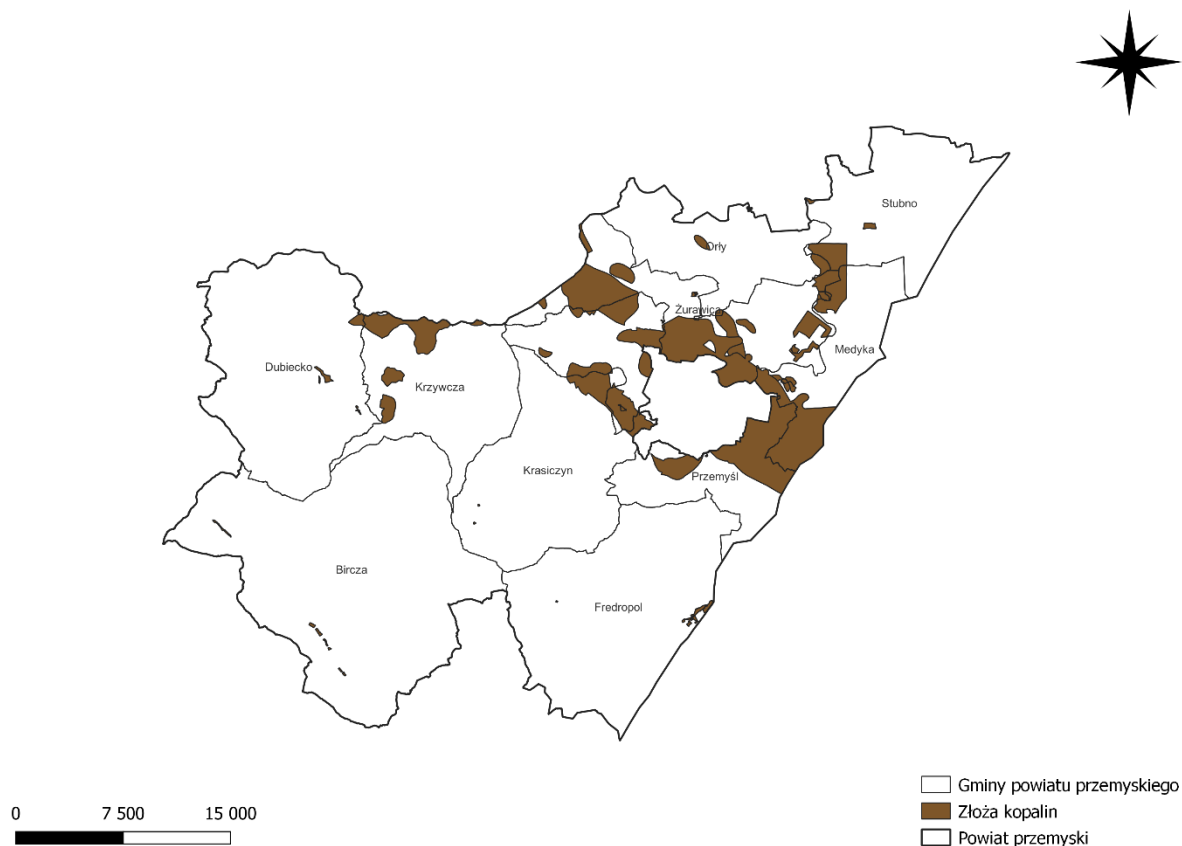 Stubno
Orły
Żurawica
Medyka
Dubiecko
Krzywcza
Krasiczyn
Przemyśl
Bircza
Fredropol
Gminy powiatu przemyskiego
Złoża kopalin
Powiat przemyski
0 7 500 15 000